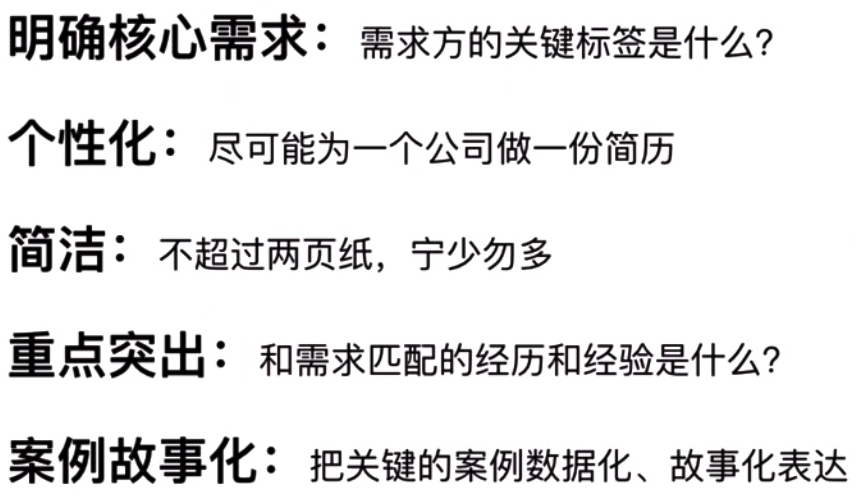 明确核心需求：需求方的关键标签是什么？
个性化：尽可能为一个公司做一份简历
简洁：不超过两页纸，宁少勿多
重点突出：和需求匹配的经历和经验是什么？
案例故事化：把关键的案例数据化、故事化表达